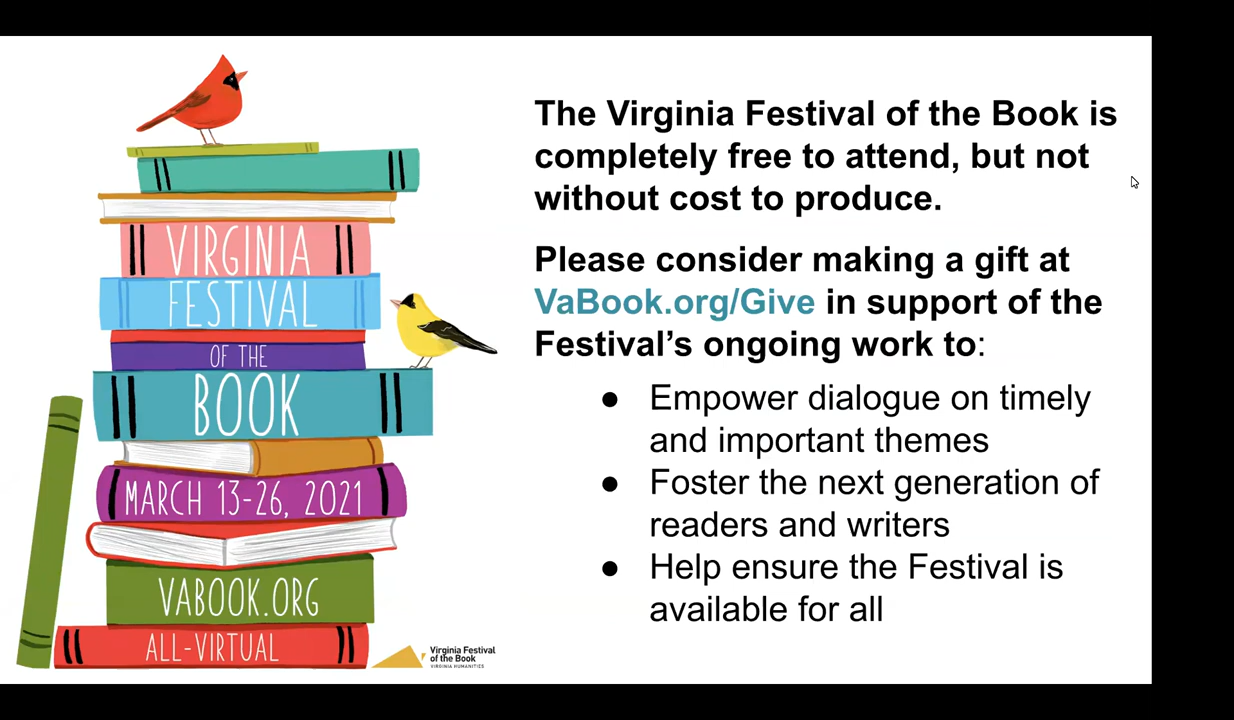 VIRGINIA
FESTIVAL
OF THE
BOOK
MARCH 13-26, 2021
VABOOK.ORG
ALL-VIRTUAL
Virginia Festival
of the Book
VIRGINIA HUMANITIES
The Virginia Festival of the Book is
completely free to attend, but not
without cost to produce.
Please consider making a gift at
VaBook.org/Give in support of the
Festival’s ongoing work to:
● Empower dialogue on timely
and important themes
● Foster the next generation of
readers and writers
● Help ensure the Festival is
available for all